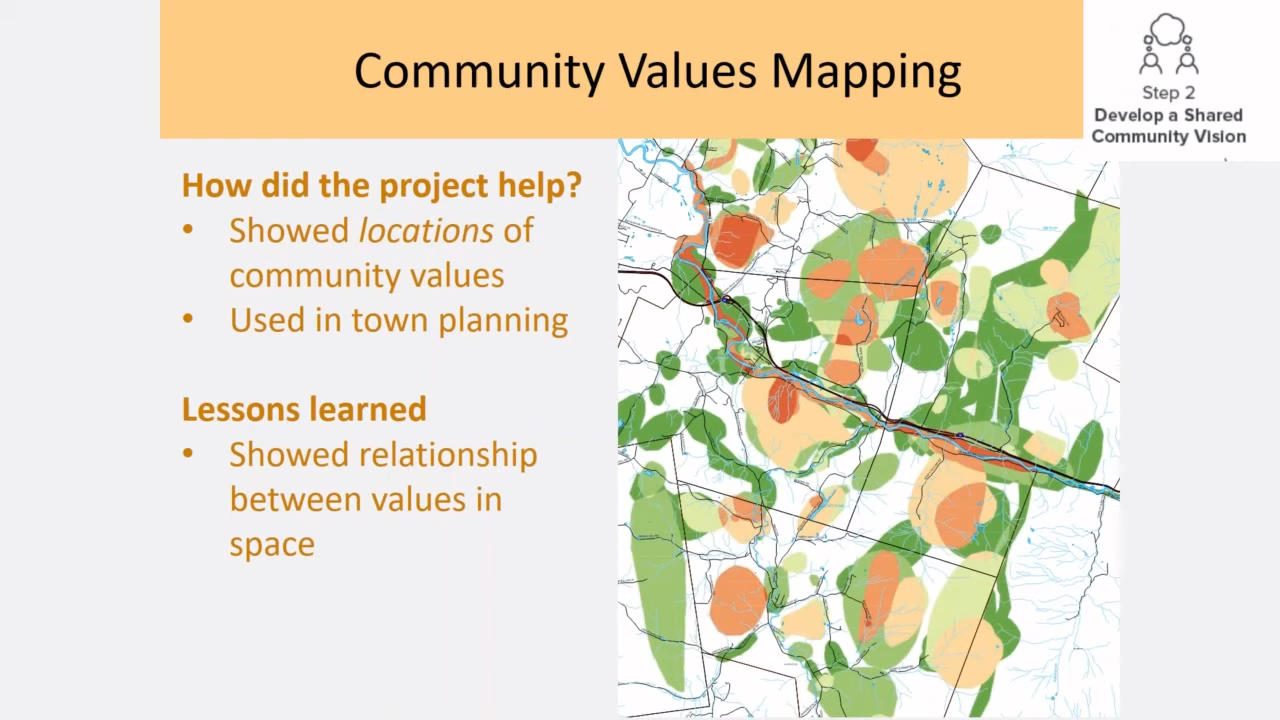 Community Values Mapping
Step 2
Develop a Shared
Community Vision
How did the project help?
• Showed locations of
community values
• Used in town planning
Lessons learned
• Showed relationship
between values in
space